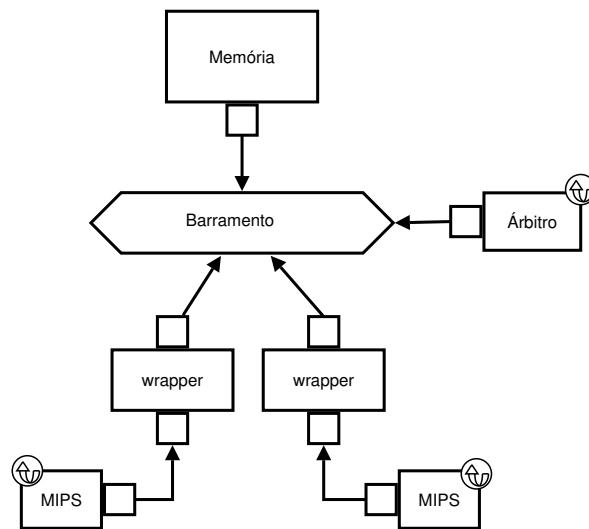 Memória
Barramento
Árbitro
wrapper
wrapper
MIPS
MIPS